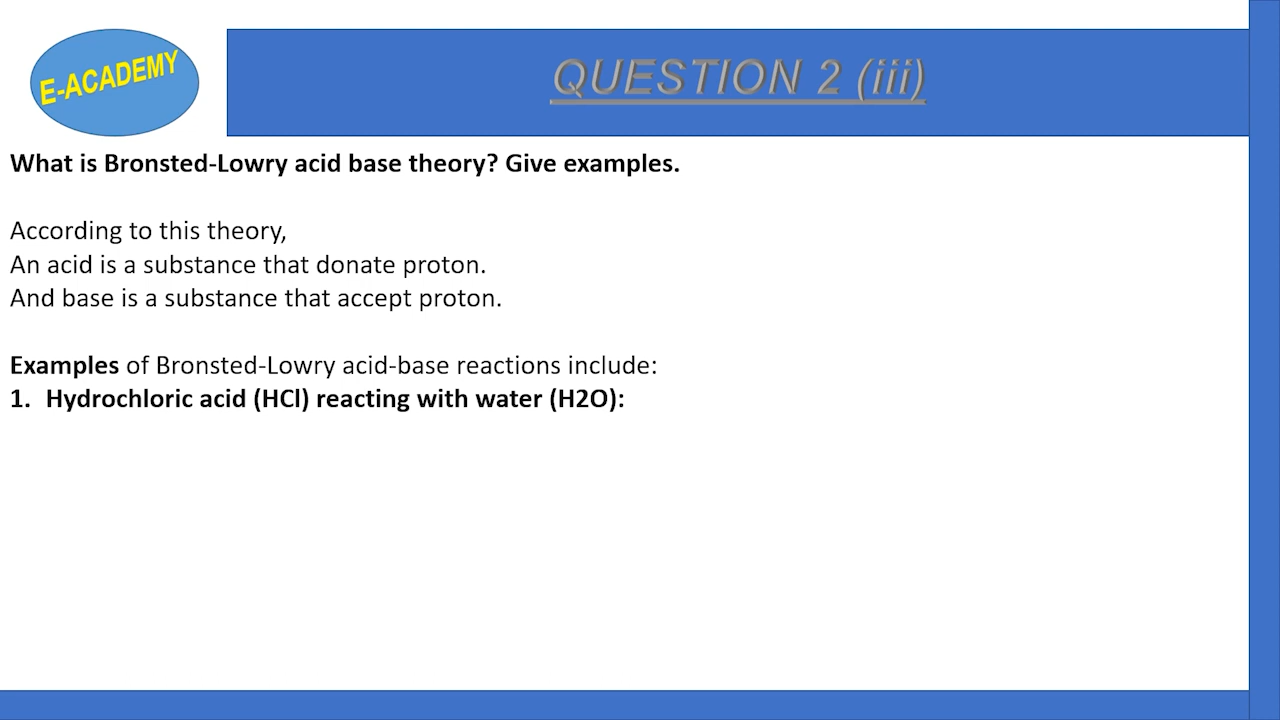 E-ACADEMY
QUESTION 2 (iii)
What is Bronsted-Lowry acid base theory? Give examples.
According to this theory,
An acid is a substance that donate proton.
And base is a substance that accept proton.
Examples of Bronsted-Lowry acid-base reactions include:
1. Hydrochloric acid (HCl) reacting with water (H2O):